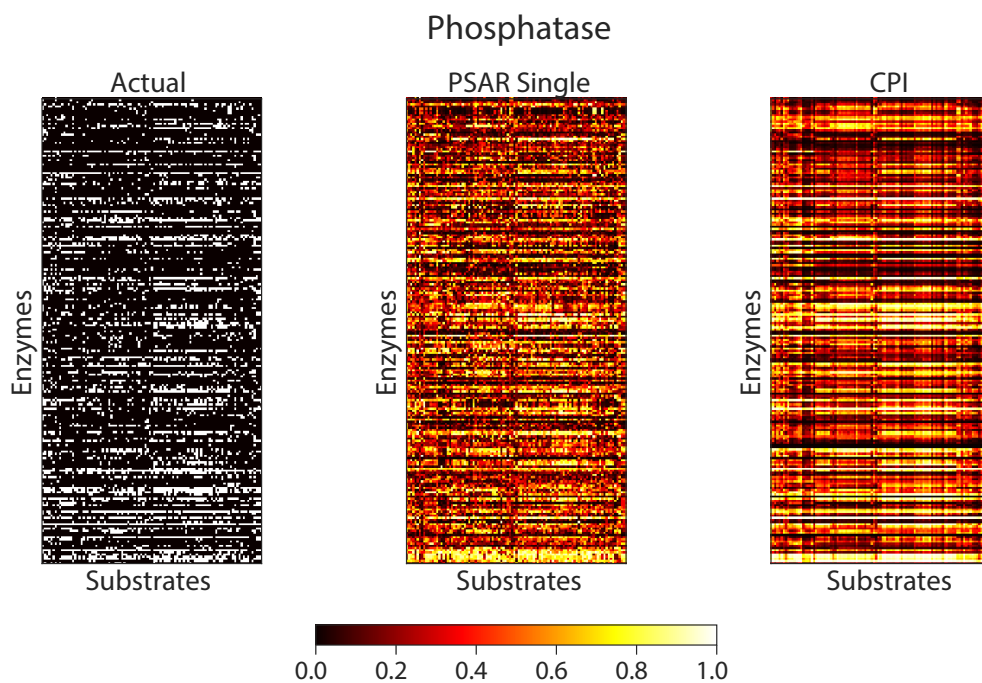 Phosphatase
Actual
PSAR Single
CPI
Enzymes
Enzymes
Enzymes
Substrates
Substrates
Substrates
0.0 0.2 0.4 0.6 0.8 1.0